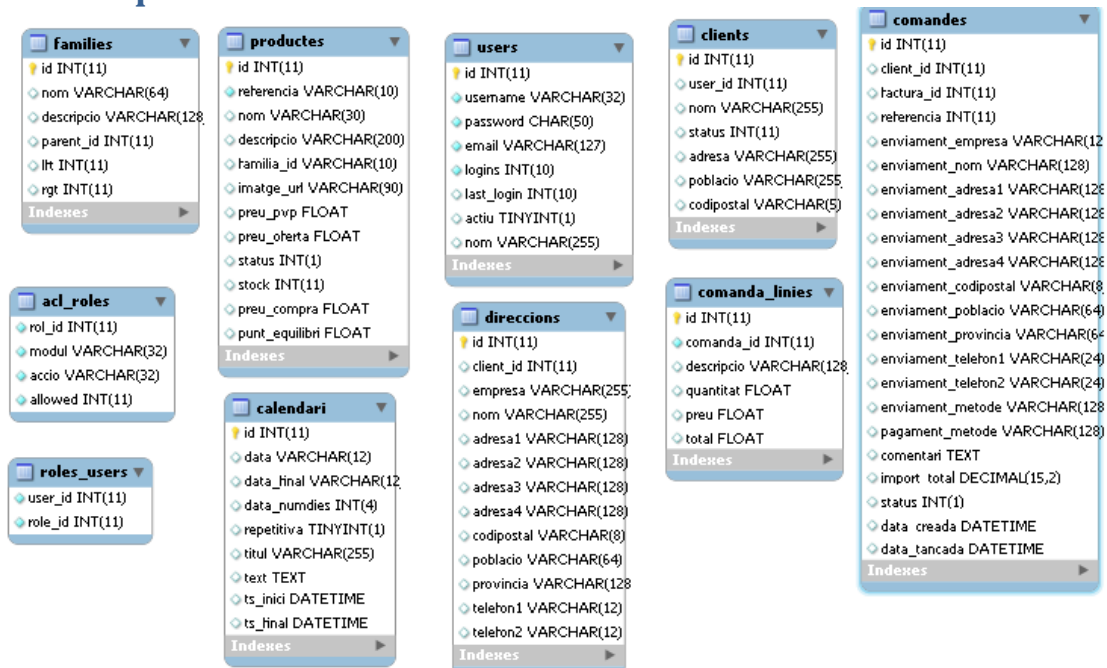 families
id INT(11)
nom VARCHAR(64)
descripcio VARCHAR(128
parent_id INT(11)
lft INT(11)
rgt INT(11)
Indexes
productes
id INT(11)
referencia VARCHAR(10)
nom VARCHAR(30)
descripcio VARCHAR(200)
familia_id VARCHAR(10)
imatge_url VARCHAR(90)
preu_pvp FLOAT
preu_oferta FLOAT
status INT(1)
stock INT(11)
preu_compra FLOAT
punt_equilibri FLOAT
Indexes
users
id INT(11)
username VARCHAR(32)
password CHAR(50)
email VARCHAR(127)
logins INT(10)
last_login INT(10)
actiu TINYINT(1)
nom VARCHAR(255)
Indexes
clients
id INT(11)
user_id INT(11)
nom VARCHAR(255)
status INT(11)
adresa VARCHAR(255)
poblacio VARCHAR(255
codipostal VARCHAR(5)
Indexes
comandes
id INT(11)
client_id INT(11)
factura_id INT(11)
referencia INT(11)
enviament_empresa VARCHAR(12
enviament_nom VARCHAR(128)
enviament_adresa1 VARCHAR(128
enviament_adresa2 VARCHAR(128
enviament_adresa3 VARCHAR(128
enviament_adresa4 VARCHAR(128
enviament_codipostal VARCHAR(8
enviament_poblacio VARCHAR(64)
enviament_provincia VARCHAR(64
enviament_telefon1 VARCHAR(24)
enviament_telefon2 VARCHAR(24)
enviament_metode VARCHAR(128
pagament_metode VARCHAR(128)
comentari TEXT
import_total DECIMAL(15,2)
status INT(1)
data_creada DATETIME
data_tancada DATETIME
Indexes
acl_roles
rol_id INT(11)
modul VARCHAR(32)
accio VARCHAR(32)
allowed INT(11)
roles_users
user_id INT(11)
role_id INT(11)
calendari
id INT(11)
data VARCHAR(12)
data_final VARCHAR(12
data_numdies INT(4)
repetitiva TINYINT(1)
titul VARCHAR(255)
text TEXT
ts_inici DATETIME
ts_final DATETIME
Indexes
direccions
id INT(11)
client_id INT(11)
empresa VARCHAR(255)
nom VARCHAR(255)
adresa1 VARCHAR(128)
adresa2 VARCHAR(128)
adresa3 VARCHAR(128)
adresa4 VARCHAR(128)
codipostal VARCHAR(8)
poblacio VARCHAR(64)
provincia VARCHAR(128
telefon1 VARCHAR(12)
telefon2 VARCHAR(12)
Indexes
comanda_linies
id INT(11)
comanda_id INT(11)
descripcio VARCHAR(128
quantitat FLOAT
preu FLOAT
total FLOAT
Indexes